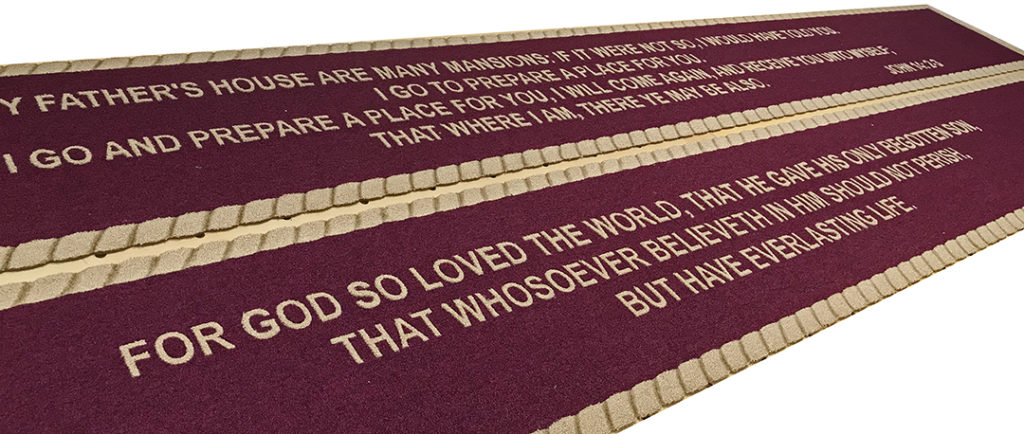 Y FATHER'S HOUSE ARE MANY MANSIONS: IF IT WERE NOT SO, I WOULD HAVE TOLD YOU.
I GO TO PREPARE A PLACE FOR YOU.
I GO AND PREPARE A PLACE FOR YOU, I WILL COME AGAIN, AND RECEIVE YOU UNTO MYSELF,
THAT WHERE I AM, THERE YE MAY BE ALSO.
JOHN
FOR GOD SO LOVED THE WORLD, THAT HE GAVE HIS ONLY BEGOTTEN SON,
THAT WHOSOEVER BELIEVETH IN HIM SHOULD NOT PERISH,
BUT HAVE EVERLASTING LIFE.